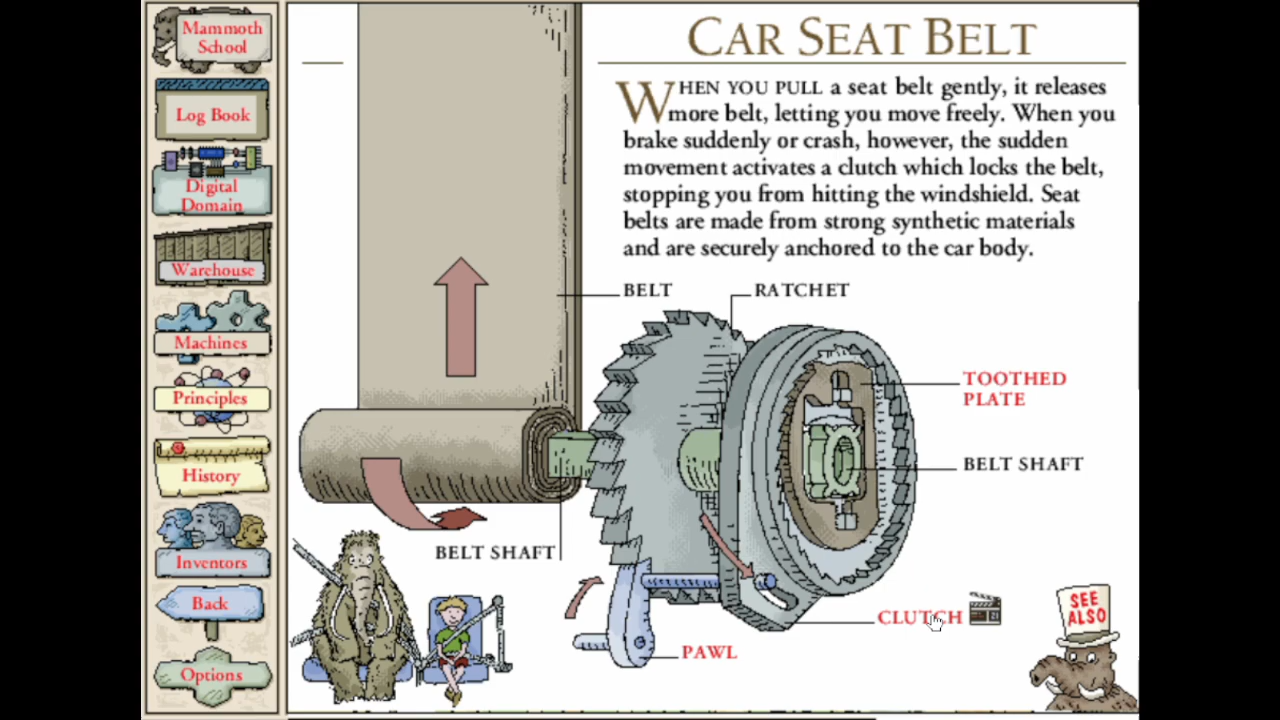 Mammoth
School
Log Book
Digital
Domain
Warehouse
Machines
Principles
History
Inventors
Back
Options
CAR SEAT BELT
WHEN YOU PULL a seat belt gently, it releases
more belt, letting you move freely. When you
brake suddenly or crash, however, the sudden
movement activates a clutch which locks the belt,
stopping you from hitting the windshield. Seat
belts are made from strong synthetic materials
and are securely anchored to the car body.
BELT
RATCHET
TOOTHED
PLATE
BELT SHAFT
BELT SHAFT
CLUTCH
PAWL
SEE
ALSO